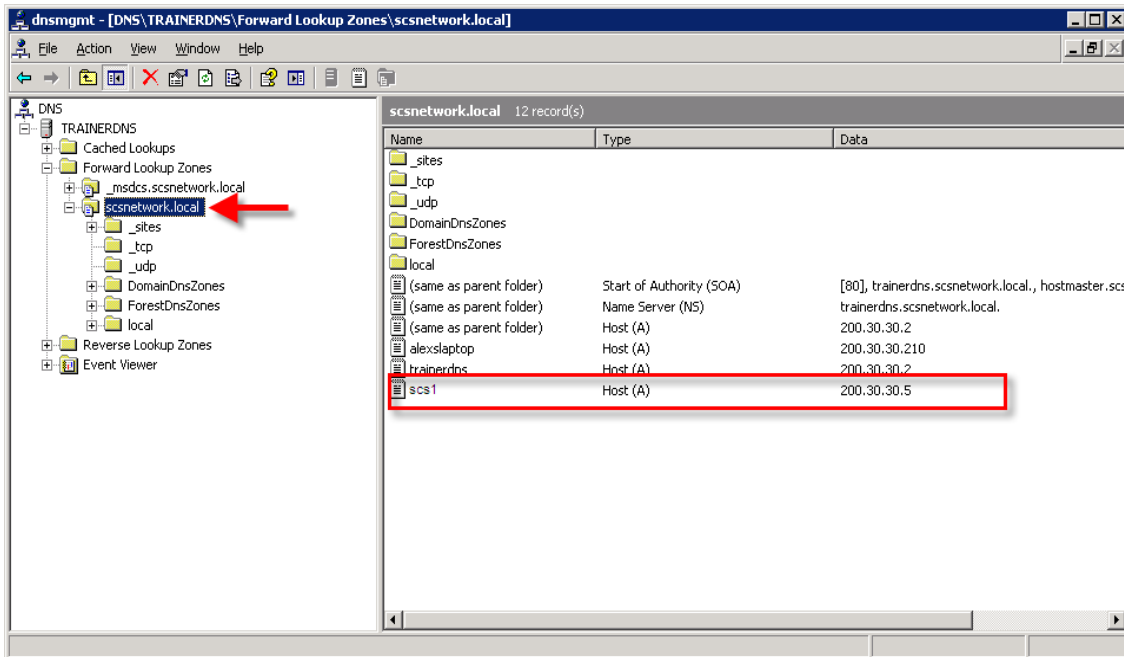 dnsmgmt - [DNS\TRAINERDNS\Forward Lookup Zones\scsnetwork.local]
File Action View Window Help
DNS
TRAINERDNS
Cached Lookups
Forward Lookup Zones
_msdcs.scsnetwork.local
scsnetwork.local
_sites
_tcp
_udp
DomainDnsZones
ForestDnsZones
local
Reverse Lookup Zones
Event Viewer
scsnetwork.local 12 record(s)
Name Type Data
_sites
_tcp
_udp
DomainDnsZones
ForestDnsZones
local
(same as parent folder) Start of Authority (SOA) [80], trainerdns.scsnetwork.local., hostmaster.scs
(same as parent folder) Name Server (NS) trainerdns.scsnetwork.local.
(same as parent folder) Host (A) 200.30.30.2
alexslaptop Host (A) 200.30.30.210
trainerdns Host (A) 200.30.30.2
scs1 Host (A) 200.30.30.5